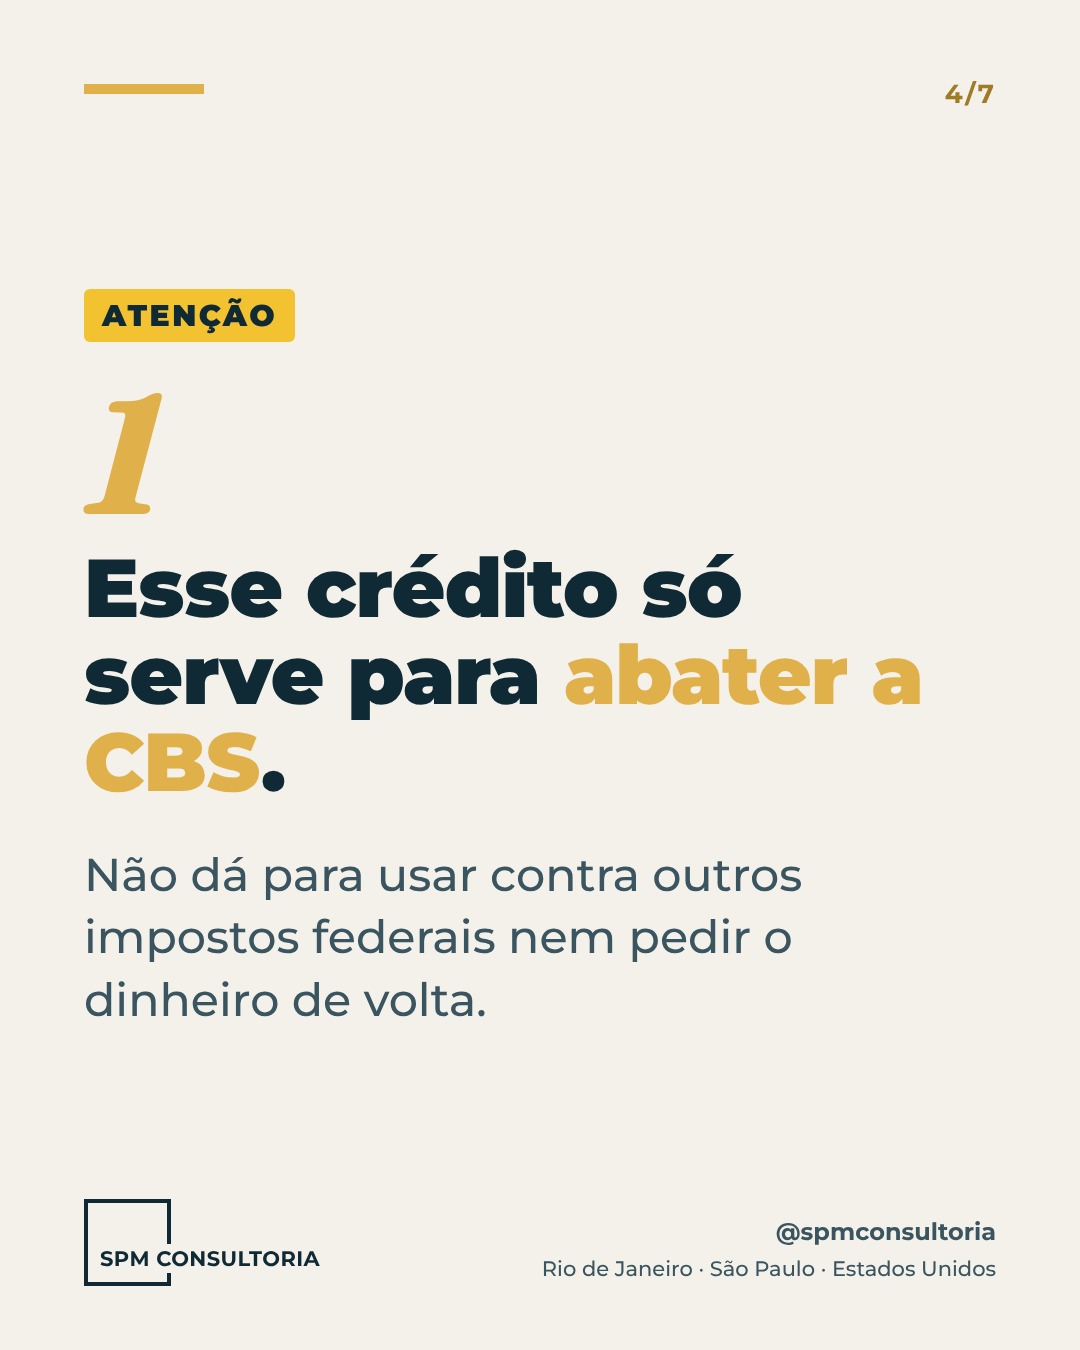 4/7
ATENÇÃO
1
Esse crédito só
serve para abater a
CBS.
Não dá para usar contra outros
impostos federais nem pedir o
dinheiro de volta.
SPM CONSULTORIA
@spmconsultoria
Rio de Janeiro · São Paulo · Estados Unidos